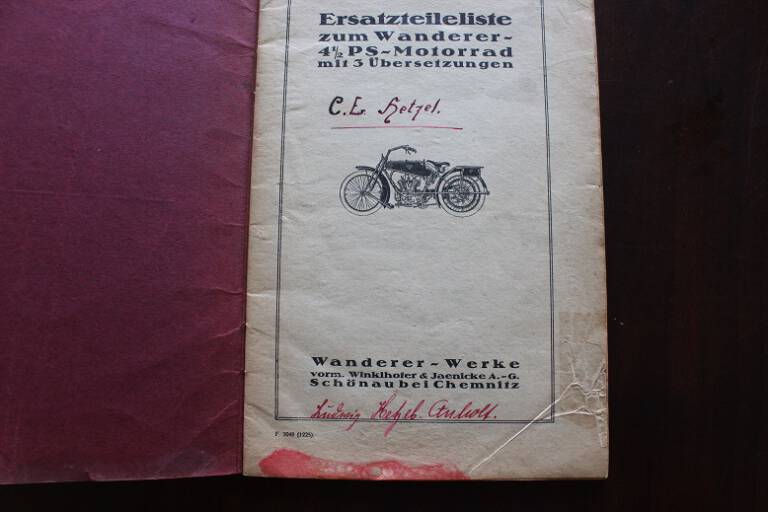 Ersatzteileliste
zum Wanderer-
4½ PS-Motorrad
mit 3 Übersetzungen
C. L. Hetzel.
Wanderer-Werke
vorm. Winklhofer & Jaenicke A.-G.
Schönau bei Chemnitz
Ludwig Hetzel. Anholt.
F 3048 (1225)